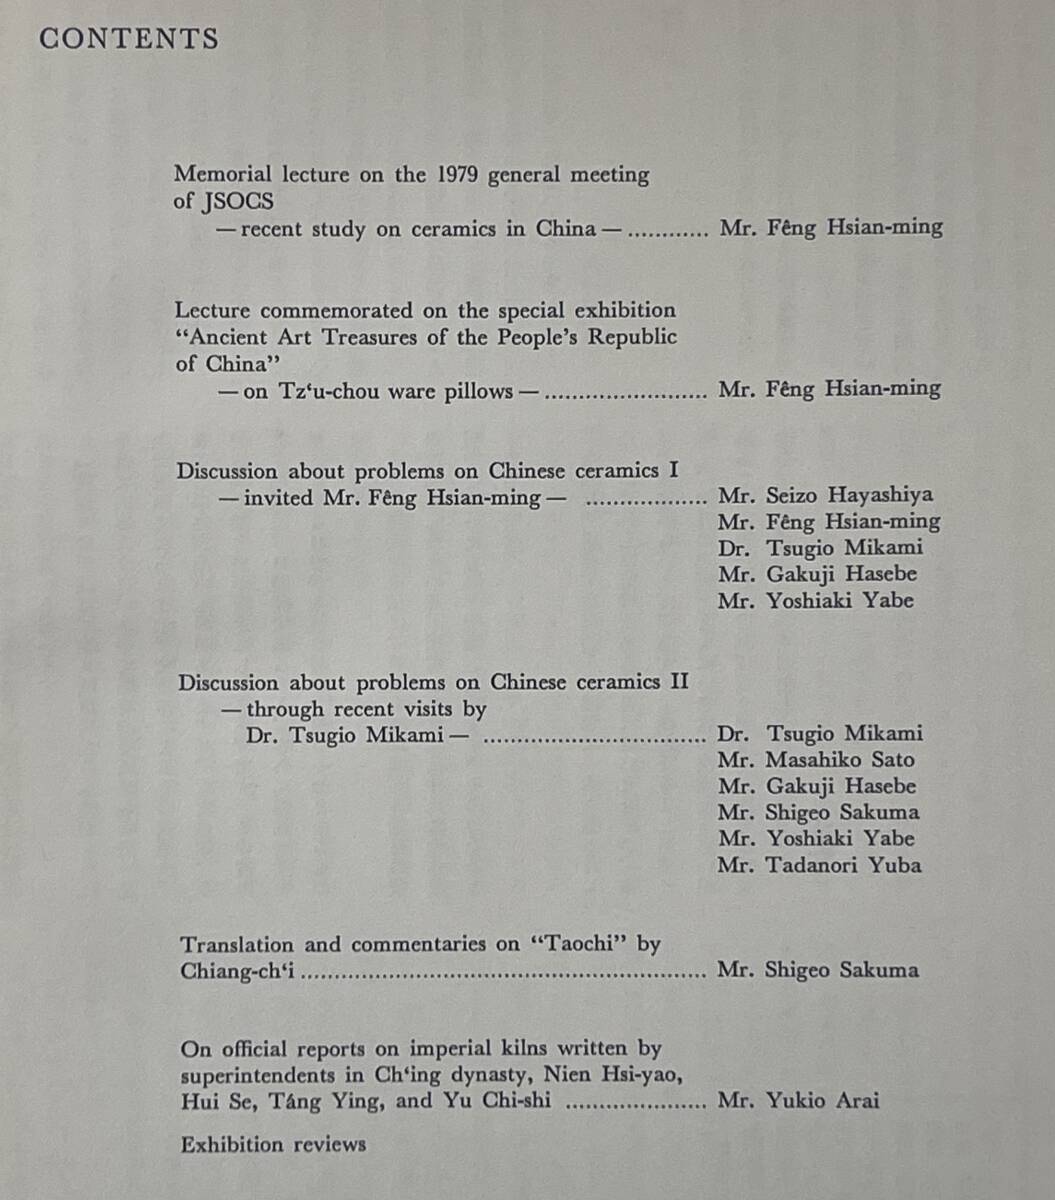 CONTENTS
Memorial lecture on the 1979 general meeting
of JSOCS
— recent study on ceramics in China — ............ Mr. Fêng Hsian-ming
Lecture commemorated on the special exhibition
“Ancient Art Treasures of the People’s Republic
of China”
— on Tz‘u-chou ware pillows — ........................ Mr. Fêng Hsian-ming
Discussion about problems on Chinese ceramics I
— invited Mr. Fêng Hsian-ming — .................. Mr. Seizo Hayashiya
Mr. Fêng Hsian-ming
Dr. Tsugio Mikami
Mr. Gakuji Hasebe
Mr. Yoshiaki Yabe
Discussion about problems on Chinese ceramics II
— through recent visits by
Dr. Tsugio Mikami — ................................. Dr. Tsugio Mikami
Mr. Masahiko Sato
Mr. Gakuji Hasebe
Mr. Shigeo Sakuma
Mr. Yoshiaki Yabe
Mr. Tadanori Yuba
Translation and commentaries on “Taochi” by
Chiang-ch‘i ............................................................ Mr. Shigeo Sakuma
On official reports on imperial kilns written by
superintendents in Ch‘ing dynasty, Nien Hsi-yao,
Hui Se, Táng Ying, and Yu Chi-shi ..................... Mr. Yukio Arai
Exhibition reviews